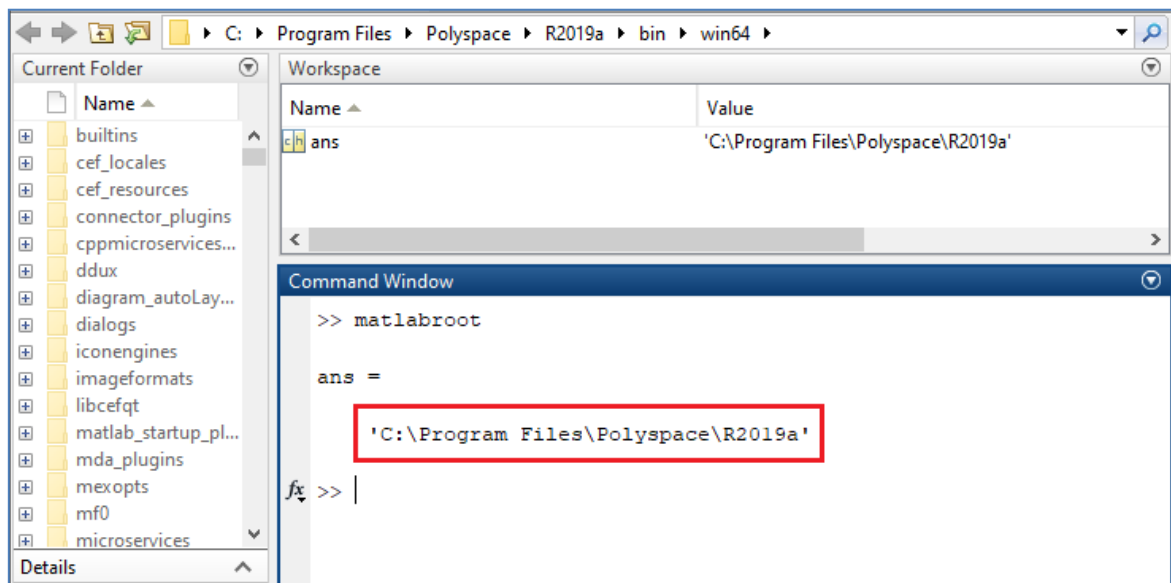 C: Program Files Polyspace R2019a bin win64
Current Folder
Name
builtins
cef_locales
cef_resources
connector_plugins
cppmicroservices...
ddux
diagram_autoLay...
dialogs
iconengines
imageformats
libcefqt
matlab_startup_pl...
mda_plugins
mexopts
mf0
microservices
Details
Workspace
Name Value
ch ans 'C:\Program Files\Polyspace\R2019a'
Command Window
>> matlabroot
ans =
'C:\Program Files\Polyspace\R2019a'
fx >>